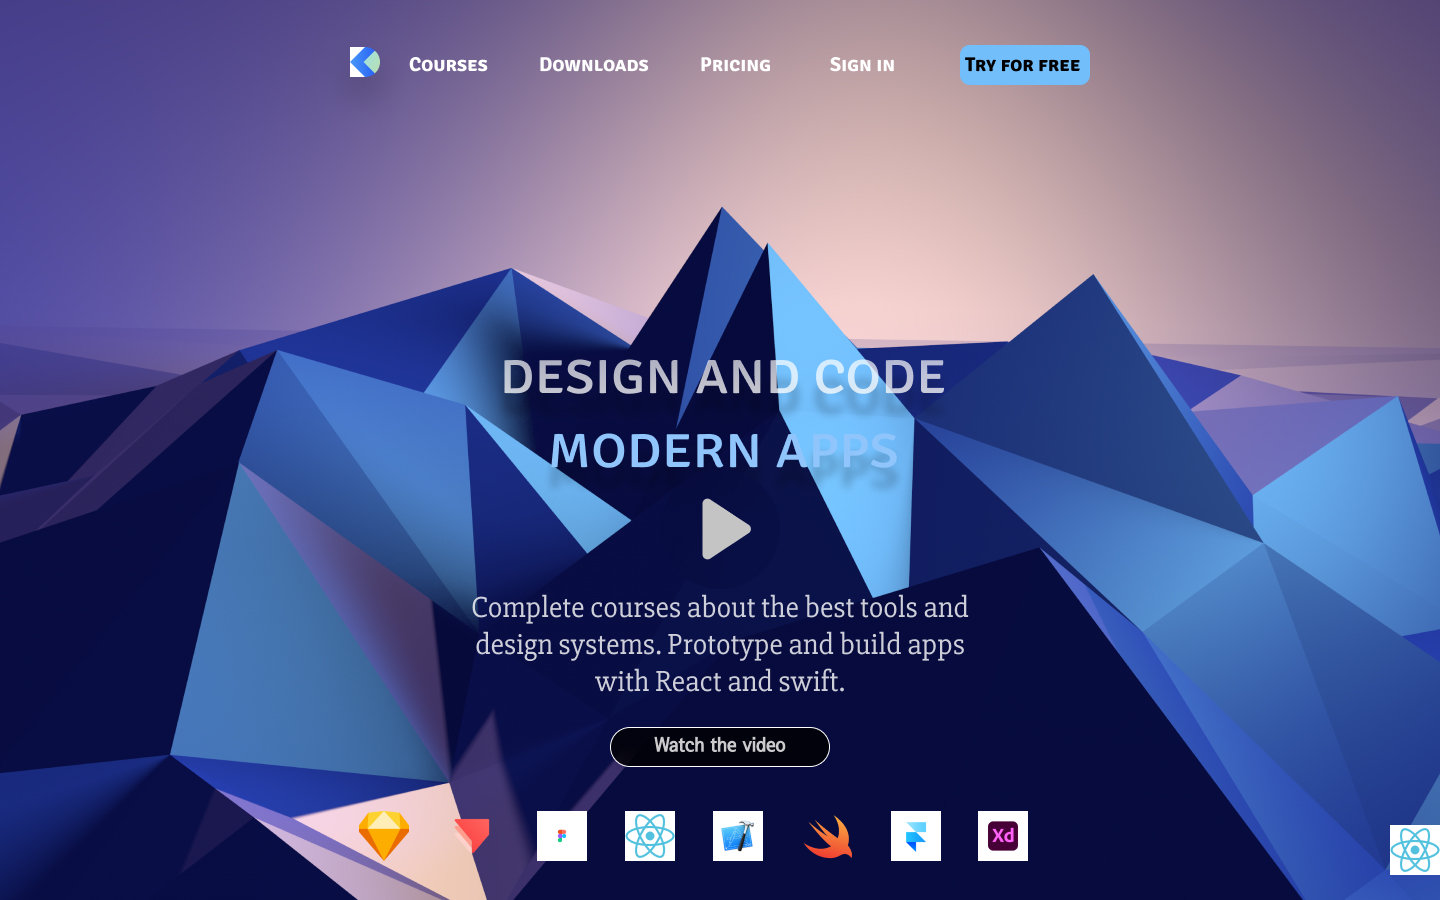 Courses
Downloads
Pricing
Sign in
Try for free
DESIGN AND CODE
MODERN APPS
Complete courses about the best tools and
design systems. Prototype and build apps
with React and swift.
Watch the video
Xd